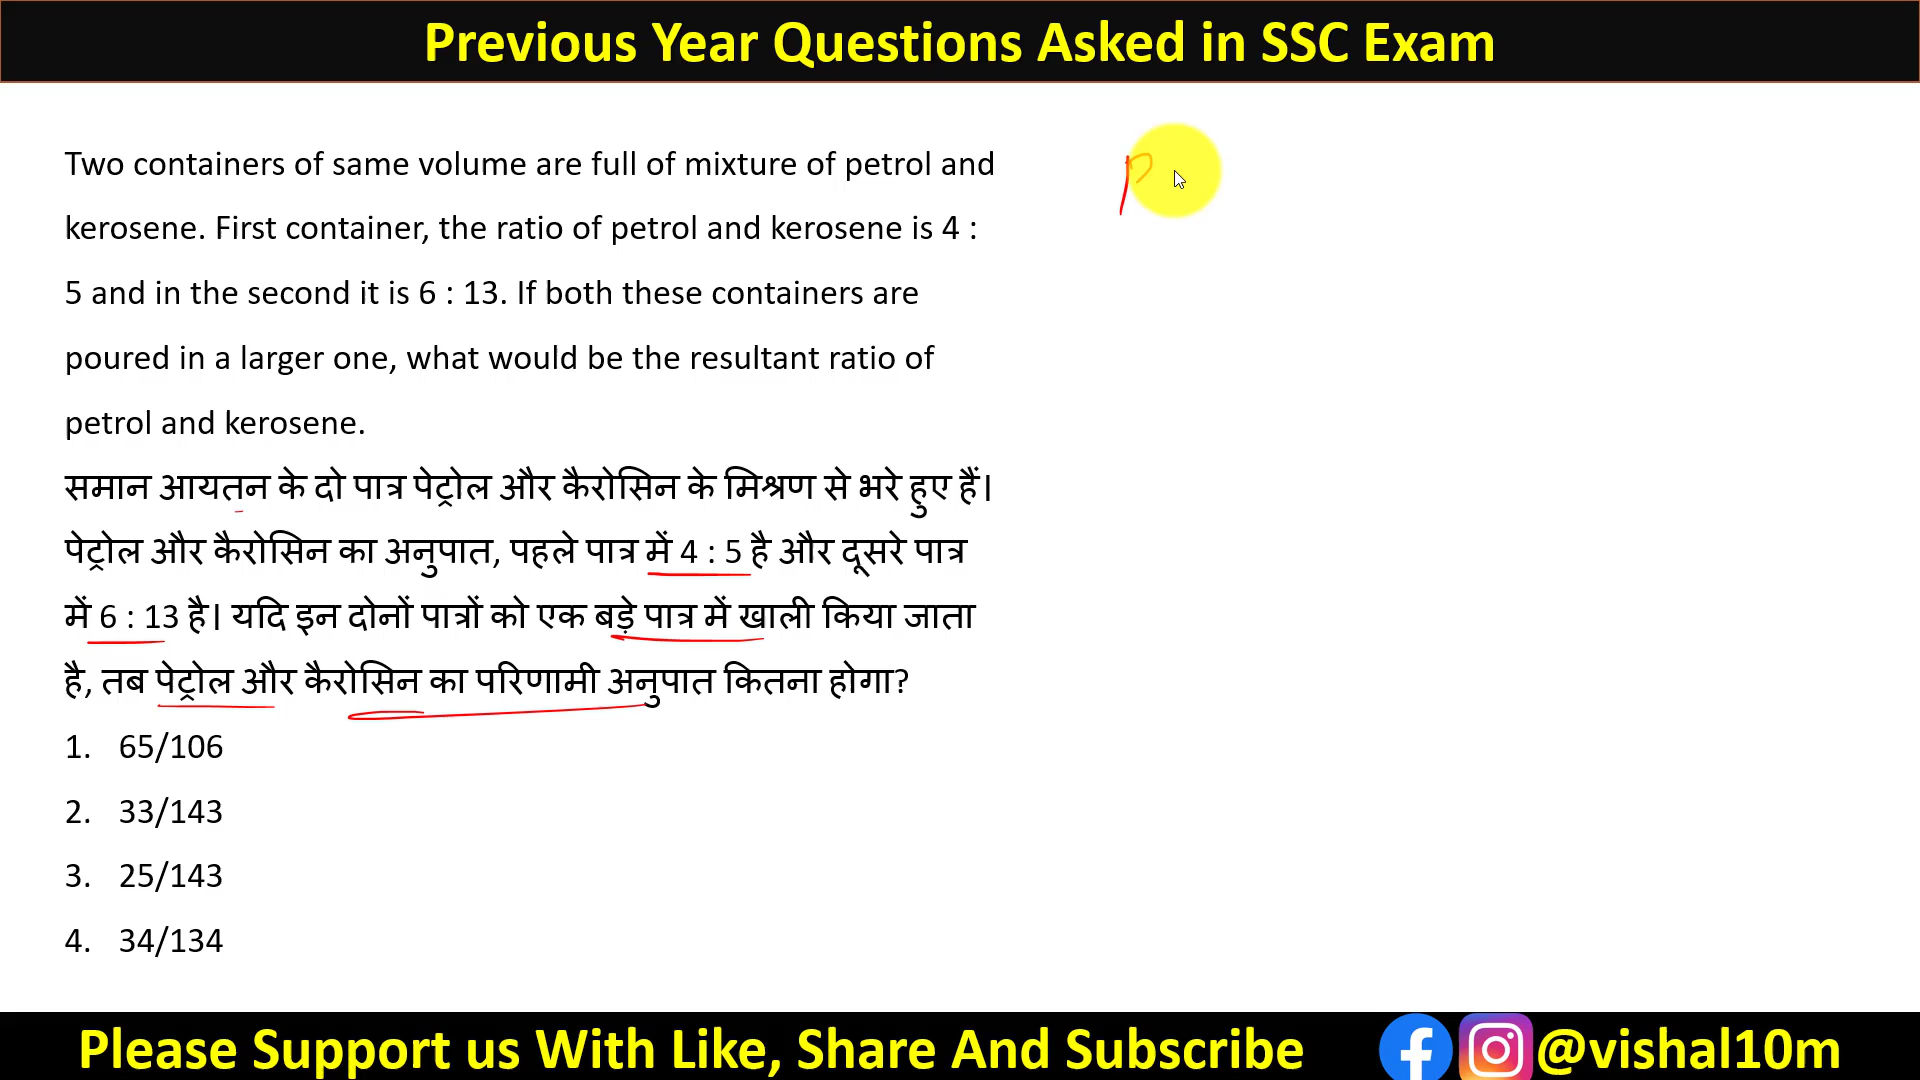 Previous Year Questions Asked in SSC Exam
Two containers of same volume are full of mixture of petrol and
kerosene. First container, the ratio of petrol and kerosene is 4 :
5 and in the second it is 6 : 13. If both these containers are
poured in a larger one, what would be the resultant ratio of
petrol and kerosene.
समान आयतन के दो पात्र पेट्रोल और कैरोसिन के मिश्रण से भरे हुए हैं।
पेट्रोल और कैरोसिन का अनुपात, पहले पात्र में 4 : 5 है और दूसरे पात्र
में 6 : 13 है। यदि इन दोनों पात्रों को एक बड़े पात्र में खाली किया जाता
है, तब पेट्रोल और कैरोसिन का परिणामी अनुपात कितना होगा?
1. 65/106
2. 33/143
3. 25/143
4. 34/134
P
Please Support us With Like, Share And Subscribe
@vishal10m